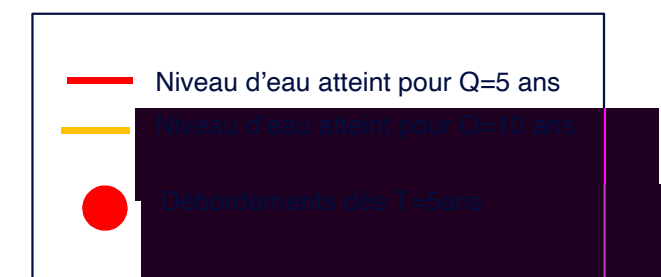 Niveau d'eau atteint pour Q=5 ans
Niveau d'eau atteint pour Q=10 ans
Débordements dès T=5ans